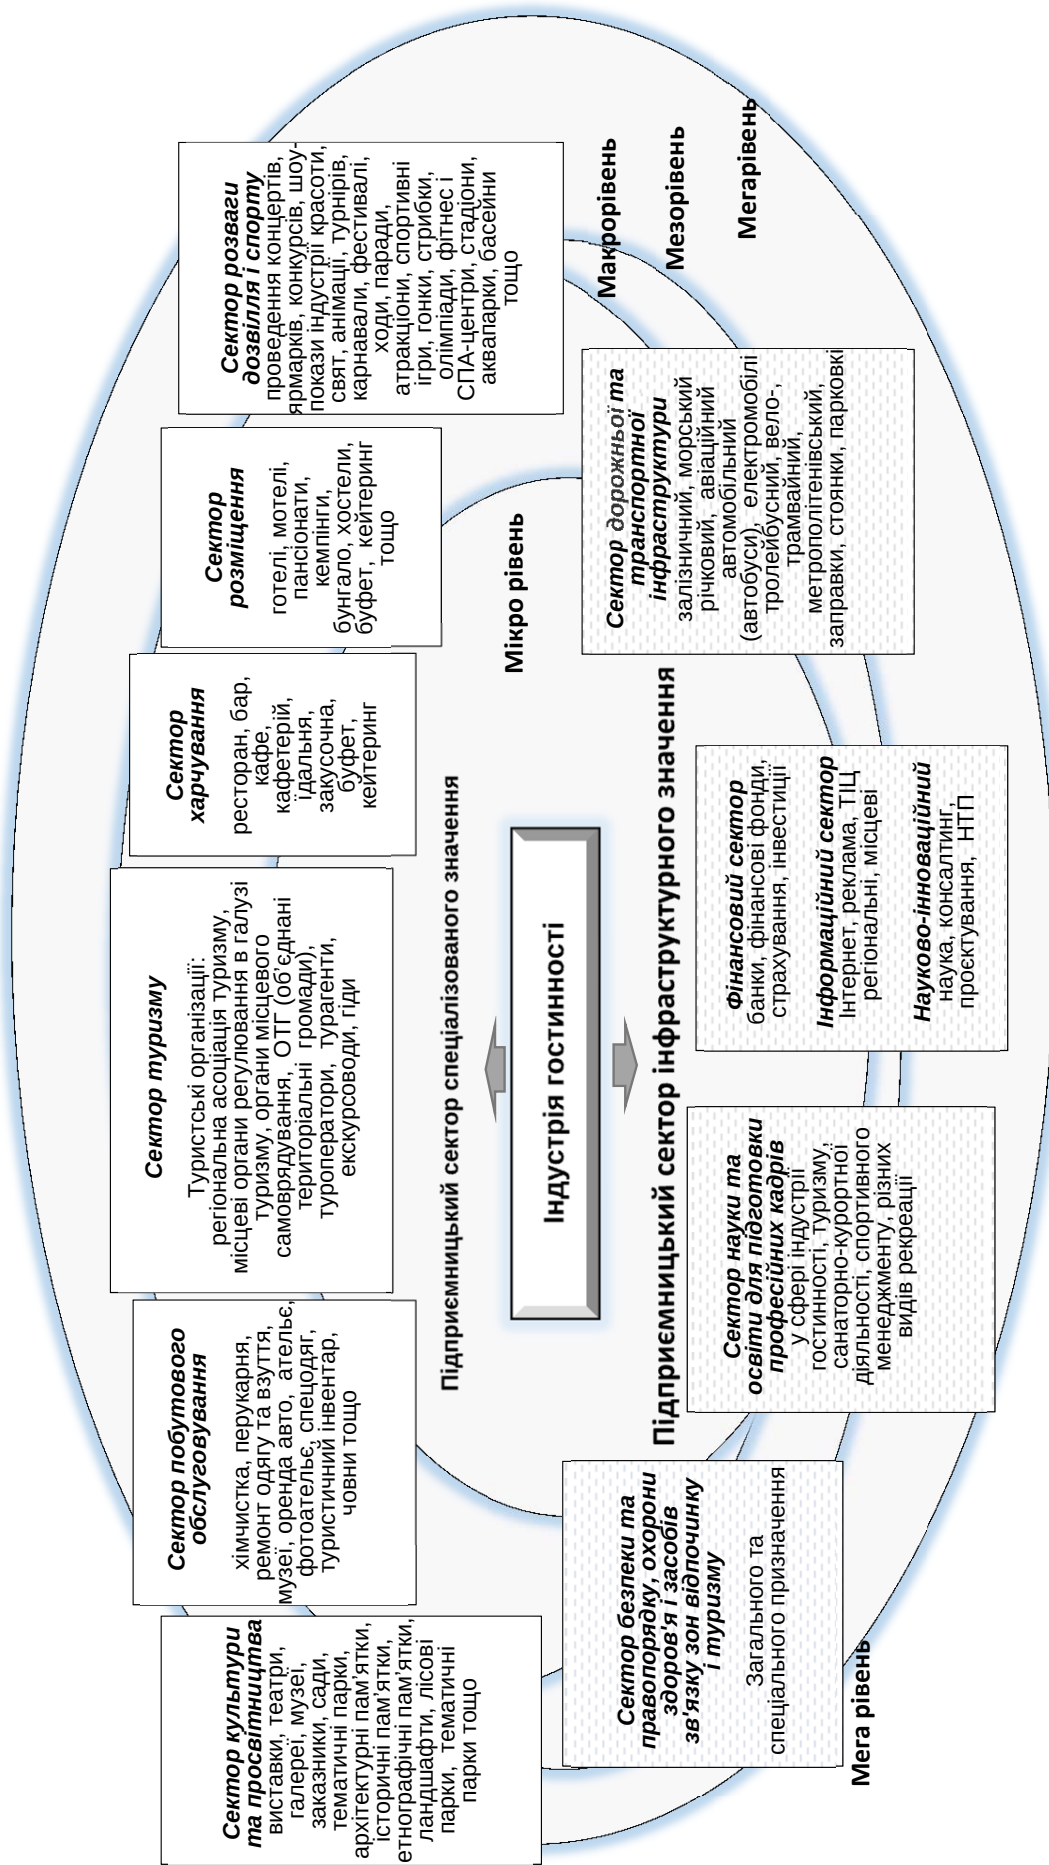 Сектор культури
та просвітництва
виставки, театри,
галереї, музеї,
заказники, сади,
тематичні парки,
архітектурні пам’ятки,
історичні пам’ятки,
етнографічні пам’ятки,
ландшафти, лісові
парки, тематичні
парки тощо
Сектор побутового
обслуговування
хімчистка, перукарня,
ремонт одягу та взуття,
музеї, оренда авто, ательє,
фотоательє, спецодяг,
туристичний інвентар,
човни тощо
Сектор туризму
Туристські організації:
регіональна асоціація туризму,
місцеві органи регулювання в галузі
туризму, органи місцевого
самоврядування, ОТГ (об’єднані
територіальні громади),
туроператори, турагенти,
екскурсоводи, гіди
Сектор
харчування
ресторан, бар,
кафе,
кафетерій,
їдальня,
закусочна,
буфет,
кейтеринг
Сектор
розміщення
готелі, мотелі,
пансіонати,
кемпінги,
бунгало, хостели,
буфет, кейтеринг
тощо
Сектор розваги
дозвілля і спорту
проведення концертів,
ярмарків, конкурсів, шоу-
покази індустрії красоти,
свят, анімації, турнірів,
карнавали, фестивалі,
ходи, паради,
атракціони, спортивні
ігри, гонки, стрибки,
олімпіади, фітнес і
СПА-центри, стадіони,
аквапарки, басейни
тощо
Підприємницький сектор спеціалізованого значення
Мікро рівень
Макрорівень
Мезорівень
Мегарівень
Індустрія гостинності
Підприємницький сектор інфраструктурного значення
Сектор безпеки та
правопорядку, охорони
здоров'я і засобів
зв'язку зон відпочинку
і туризму
Загального та
спеціального призначення
Мега рівень
Сектор науки та
освіти для підготовки
професійних кадрів
у сфері індустрії
гостинності, туризму,
санаторно-курортної
діяльності, спортивного
менеджменту, різних
видів рекреації
Фінансовий сектор
банки, фінансові фонди,
страхування, інвестиції
Інформаційний сектор
Інтернет, реклама, ТІЦ
регіональні, місцеві
Науково-інноваційний
наука, консалтинг,
проєктування, НТП
Сектор дорожньої та
транспортної
інфраструктури
залізничний, морський
річковий, авіаційний
автомобільний
(автобуси), електромобілі
тролейбусний, вело-,
трамвайний,
метрополітенівський,
заправки, стоянки, парковкі